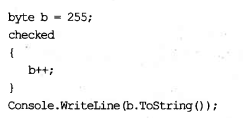 byte b = 255;
checked
{
b++;
}
Console.WriteLine(b.ToString());